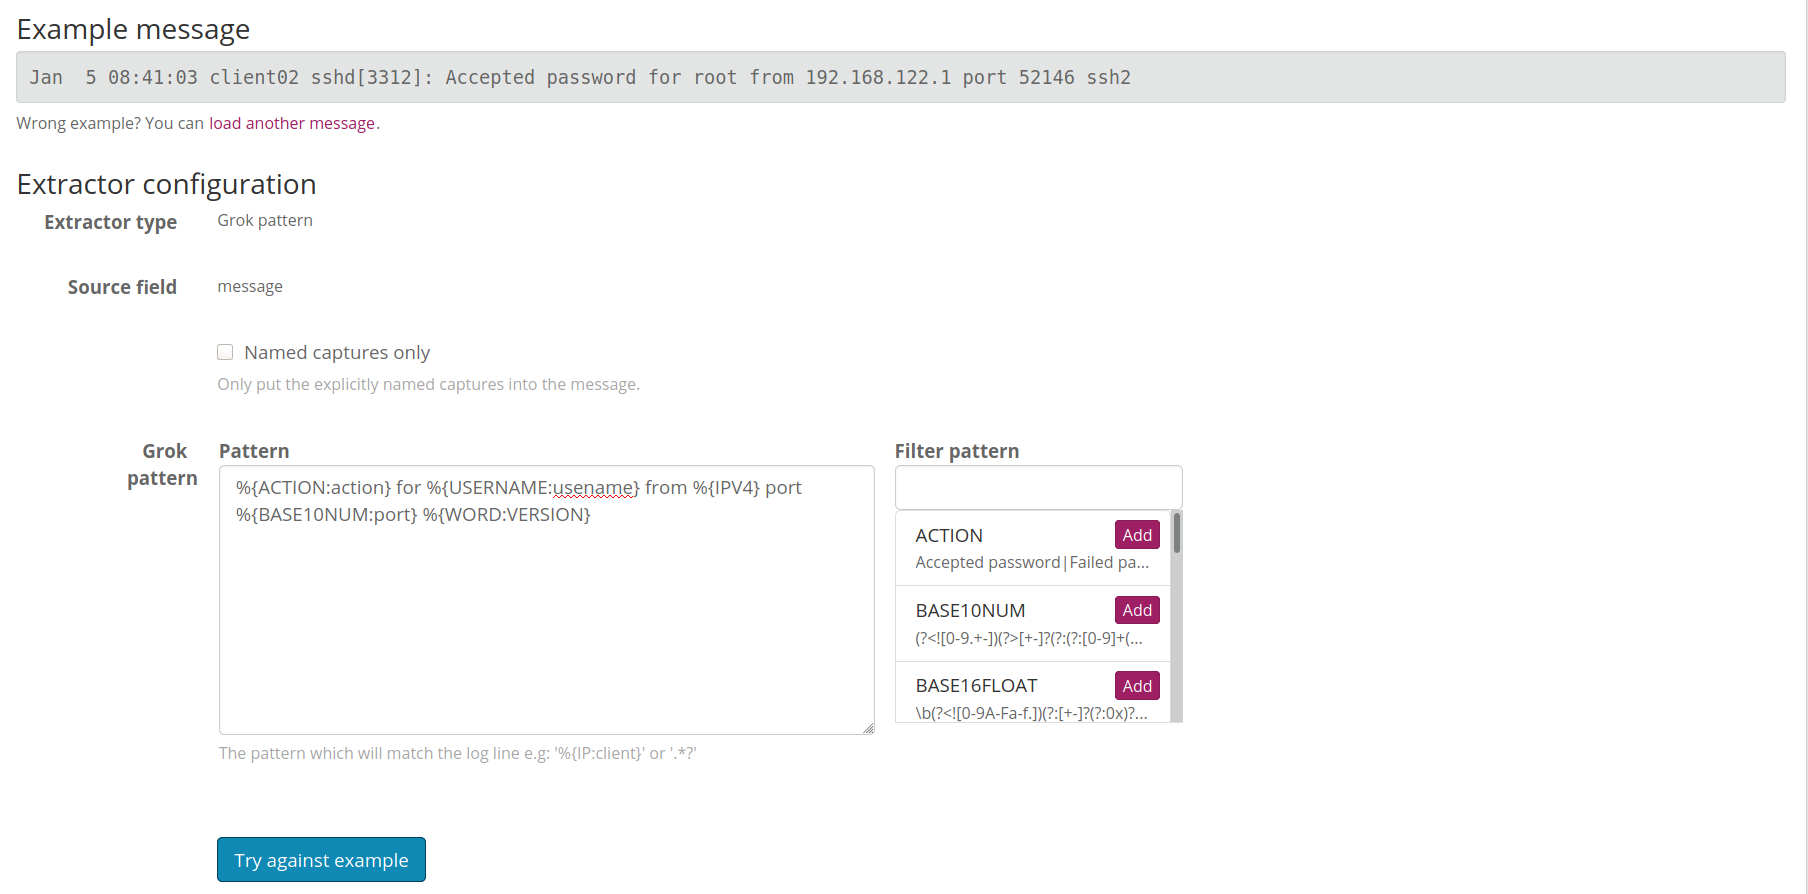 Example message
Jan  5 08:41:03 client02 sshd[3312]: Accepted password for root from 192.168.122.1 port 52146 ssh2
Wrong example? You can load another message.
Extractor configuration
Extractor type Grok pattern
Source field message
Named captures only
Only put the explicitly named captures into the message.
Grok pattern
Pattern
%{ACTION:action} for %{USERNAME:usename} from %{IPV4} port
%{BASE10NUM:port} %{WORD:VERSION}
The pattern which will match the log line e.g: '%{IP:client}' or '.*?'
Filter pattern
ACTION Add
Accepted password|Failed pa...
BASE10NUM Add
(?<![0-9.+-])(?>[+-]?(?:(?:[0-9]+(...
BASE16FLOAT Add
\b(?<![0-9A-Fa-f.])(?:[+-]?(?:0x)?...
Try against example